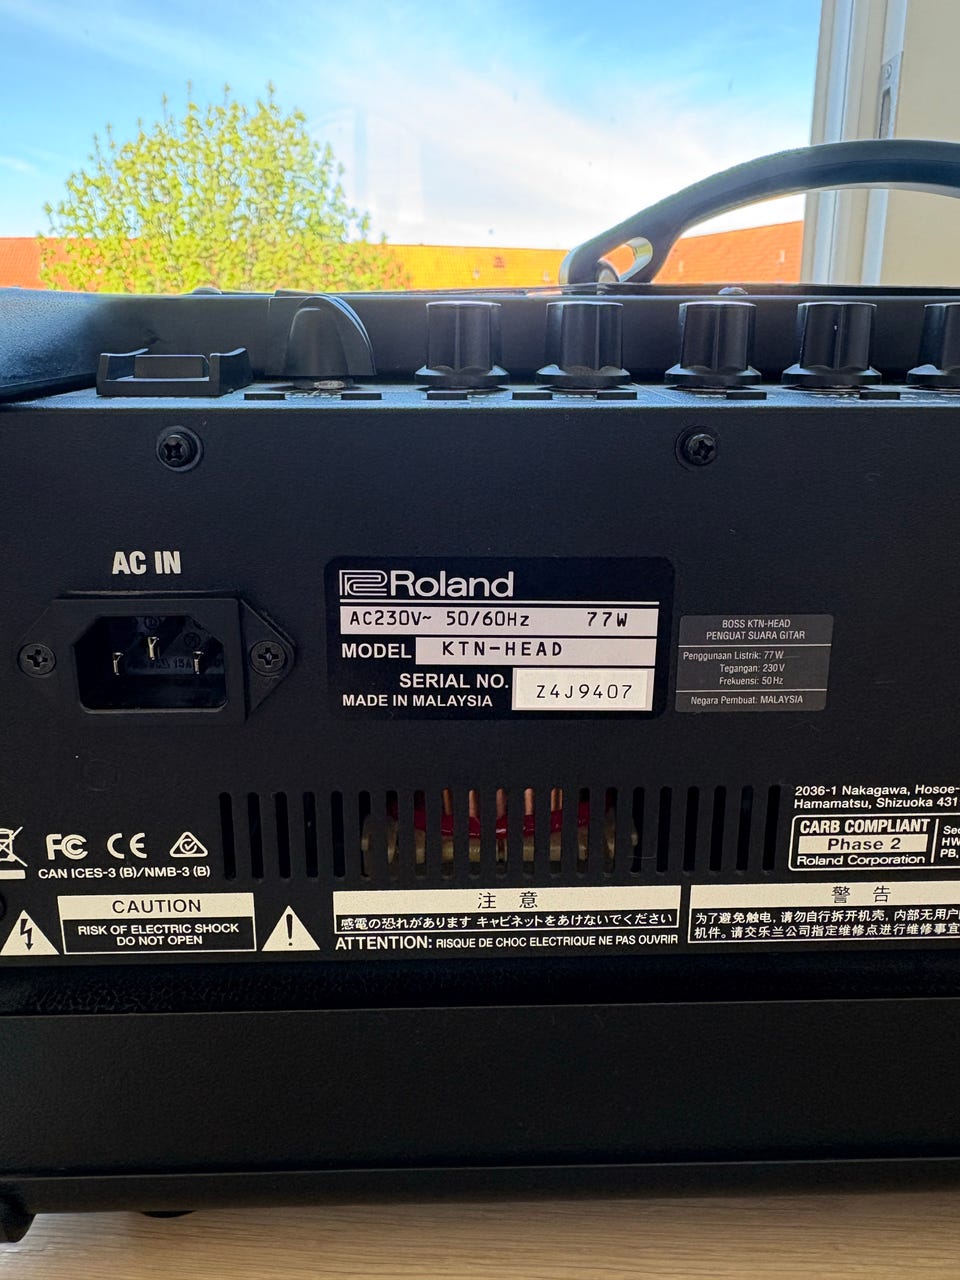 AC IN
Roland
AC230V~ 50/60Hz 77W
MODEL KTN-HEAD
SERIAL NO. Z4J9407
MADE IN MALAYSIA
BOSS KTN-HEAD
PENGUAT SUARA GITAR
Penggunaan Listrik: 77 W
Tegangan: 230 V
Frekuensi: 50 Hz
Negara Pembuat: MALAYSIA
2036-1 Nakagawa, Hosoe-
Hamamatsu, Shizuoka 431
CARB COMPLIANT
Phase 2
Roland Corporation
HW
PB,
FC CE
CAN ICES-3 (B)/NMB-3 (B)
CAUTION
RISK OF ELECTRIC SHOCK
DO NOT OPEN
注意
感電の恐れがあります キャビネットをあけないでください
ATTENTION: RISQUE DE CHOC ELECTRIQUE NE PAS OUVRIR
警告
为了避免触电, 请勿自行拆开机壳, 内部无用户
机件。请交乐兰公司指定维修点进行维修事宜